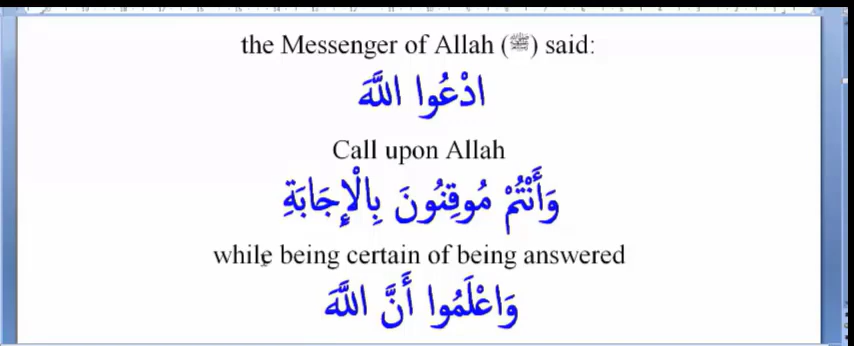 the Messenger of Allah (ﷺ) said:
ادْعُوا اللَّهَ
Call upon Allah
وَأَنْتُمْ مُوقِنُونَ بِالْإِجَابَةِ
while being certain of being answered
وَاعْلَمُوا أَنَّ اللَّهَ